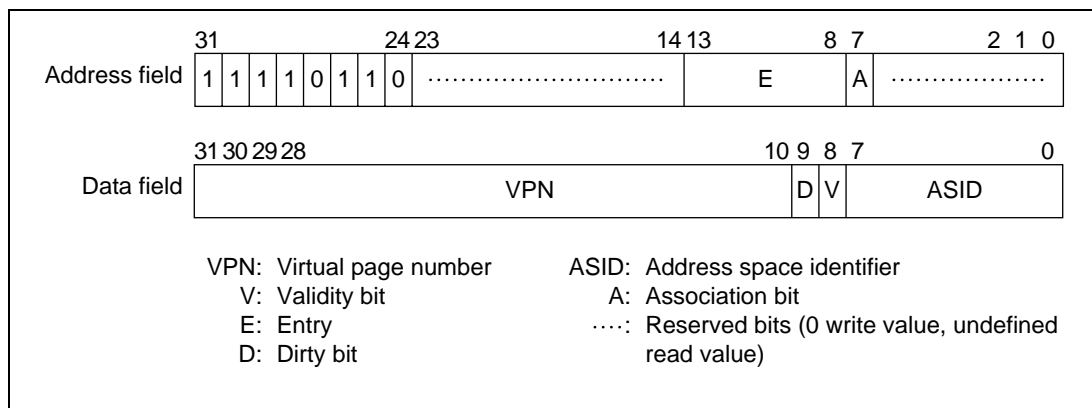 31 24 23 14 13 8 7 2 1 0
Address field 1 1 1 1 0 1 1 0 ............................. E A ...................
31 30 29 28 10 9 8 7 0
Data field VPN D V ASID
VPN: Virtual page number ASID: Address space identifier
V: Validity bit A: Association bit
E: Entry ····: Reserved bits (0 write value, undefined
D: Dirty bit read value)